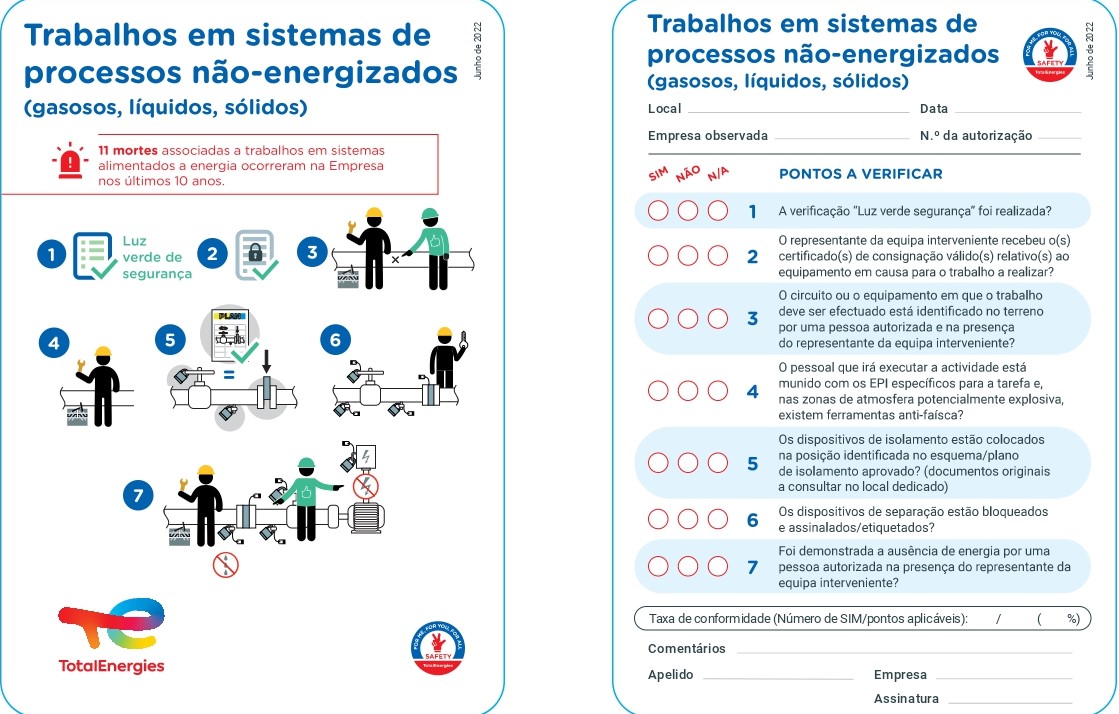 Trabalhos em sistemas de
processos não-energizados
(gasosos, líquidos, sólidos)
Junho de 2022
11 mortes associadas a trabalhos em sistemas
alimentados a energia ocorreram na Empresa
nos últimos 10 anos.
1
Luz
verde de
segurança
2
3
4
5
PLAN
=
6
7
TotalEnergies
FOR ME, FOR YOU, FOR ALL
SAFETY
TotalEnergies
Trabalhos em sistemas de
processos não-energizados
(gasosos, líquidos, sólidos)
FOR ME, FOR YOU, FOR ALL
SAFETY
TotalEnergies
Junho de 2022
Local Data
Empresa observada N.º da autorização
SIM NÃO N/A PONTOS A VERIFICAR
1 A verificação “Luz verde segurança” foi realizada?
2 O representante da equipa interveniente recebeu o(s)
certificado(s) de consignação válido(s) relativo(s) ao
equipamento em causa para o trabalho a realizar?
3 O circuito ou o equipamento em que o trabalho
deve ser efectuado está identificado no terreno
por uma pessoa autorizada e na presença
do representante da equipa interveniente?
4 O pessoal que irá executar a actividade está
munido com os EPI específicos para a tarefa e,
nas zonas de atmosfera potencialmente explosiva,
existem ferramentas anti-faísca?
5 Os dispositivos de isolamento estão colocados
na posição identificada no esquema/plano
de isolamento aprovado? (documentos originais
a consultar no local dedicado)
6 Os dispositivos de separação estão bloqueados
e assinalados/etiquetados?
7 Foi demonstrada a ausência de energia por uma
pessoa autorizada na presença do representante da
equipa interveniente?
Taxa de conformidade (Número de SIM/pontos aplicáveis): / ( %)
Comentários
Apelido Empresa
Assinatura